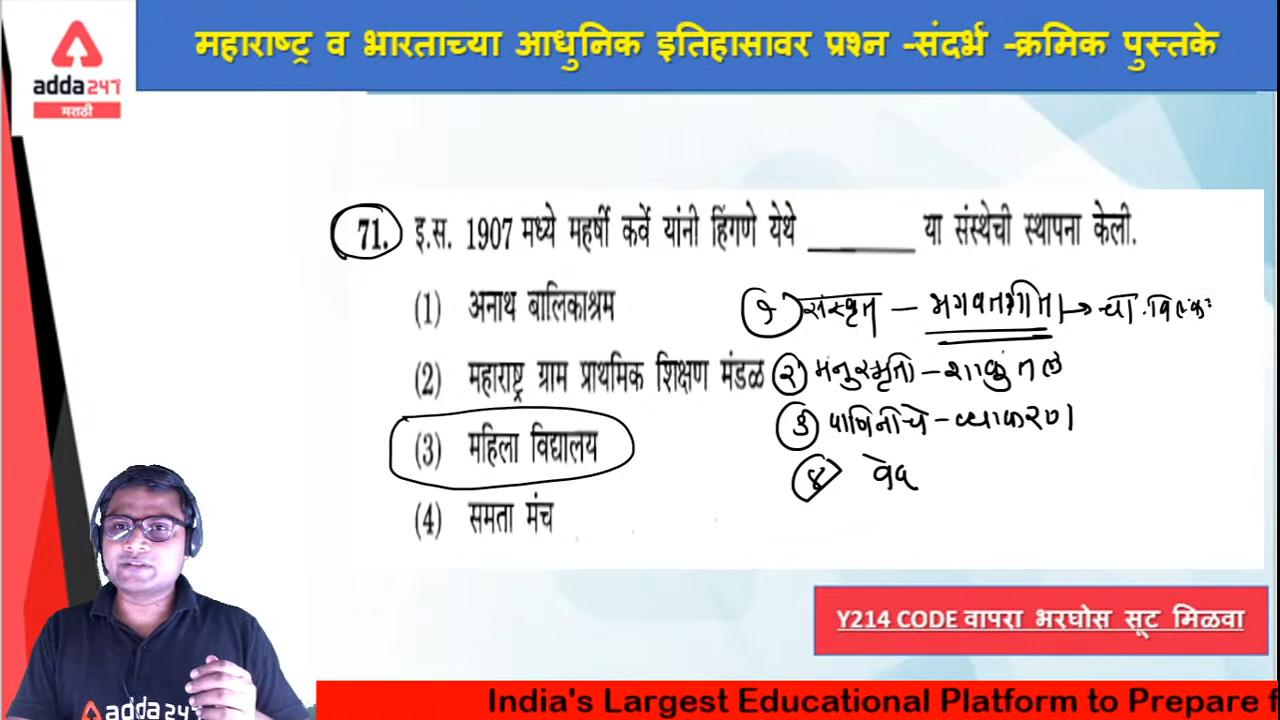 महाराष्ट्र व भारताच्या आधुनिक इतिहासावर प्रश्न -संदर्भ -क्रमिक पुस्तके
adda247
मराठी
71. इ.स. 1907 मध्ये महर्षी कर्वे यांनी हिंगणे येथे ________ या संस्थेची स्थापना केली.
(1) अनाथ बालिकाश्रम
(2) महाराष्ट्र ग्राम प्राथमिक शिक्षण मंडळ
(3) महिला विद्यालय
(4) समता मंच
१ संस्कृत – भगवतगीता →
२ मनुस्मृती – शाकुंतल
३ पाणिनीचे – व्याकरण
४ वेद
Y214 CODE वापरा भरघोस सूट मिळवा
adda247
India's Largest Educational Platform to Prepare f